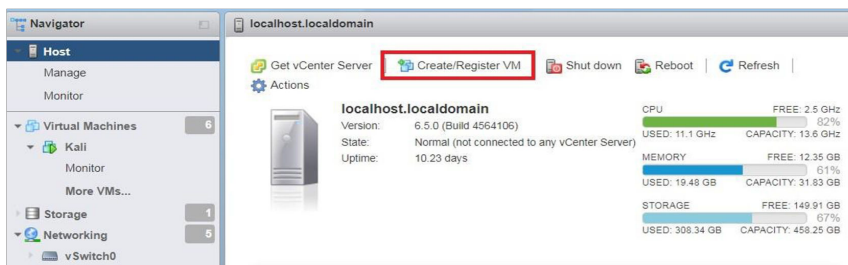 Navigator
localhost.localdomain
Host
Manage
Monitor
Virtual Machines 6
Kali
Monitor
More VMs...
Storage 1
Networking 5
vSwitch0
Get vCenter Server Create/Register VM Shut down Reboot Refresh
Actions
localhost.localdomain
Version: 6.5.0 (Build 4564106)
State: Normal (not connected to any vCenter Server)
Uptime: 10.23 days
CPU FREE: 2.5 GHz
82%
USED: 11.1 GHz CAPACITY: 13.6 GHz
MEMORY FREE: 12.35 GB
61%
USED: 19.48 GB CAPACITY: 31.83 GB
STORAGE FREE: 149.91 GB
67%
USED: 308.34 GB CAPACITY: 458.25 GB